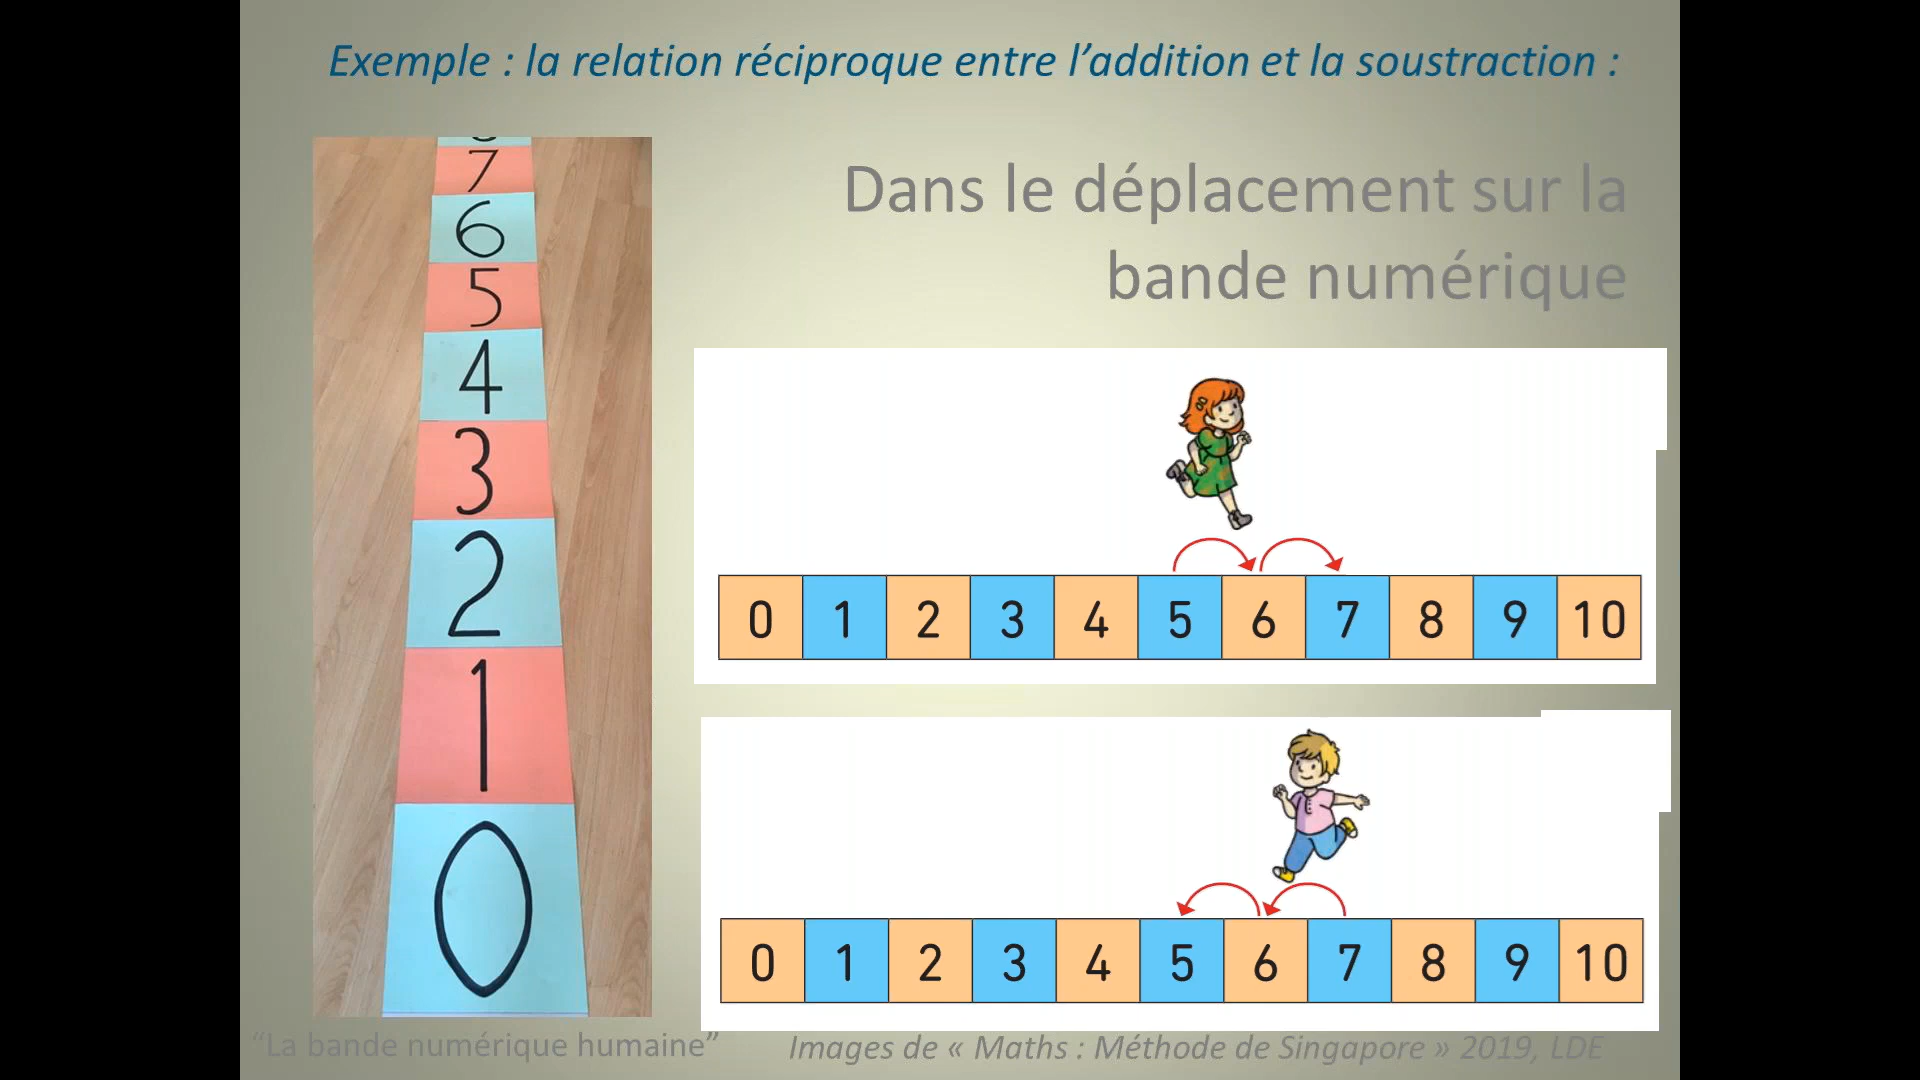 Exemple : la relation réciproque entre l’addition et la soustraction :
Dans le déplacement sur la
bande numérique
7
6
5
4
3
2
1
0
0 1 2 3 4 5 6 7 8 9 10
0 1 2 3 4 5 6 7 8 9 10
“La bande numérique humaine”
Images de « Maths : Méthode de Singapore » 2019, LDE